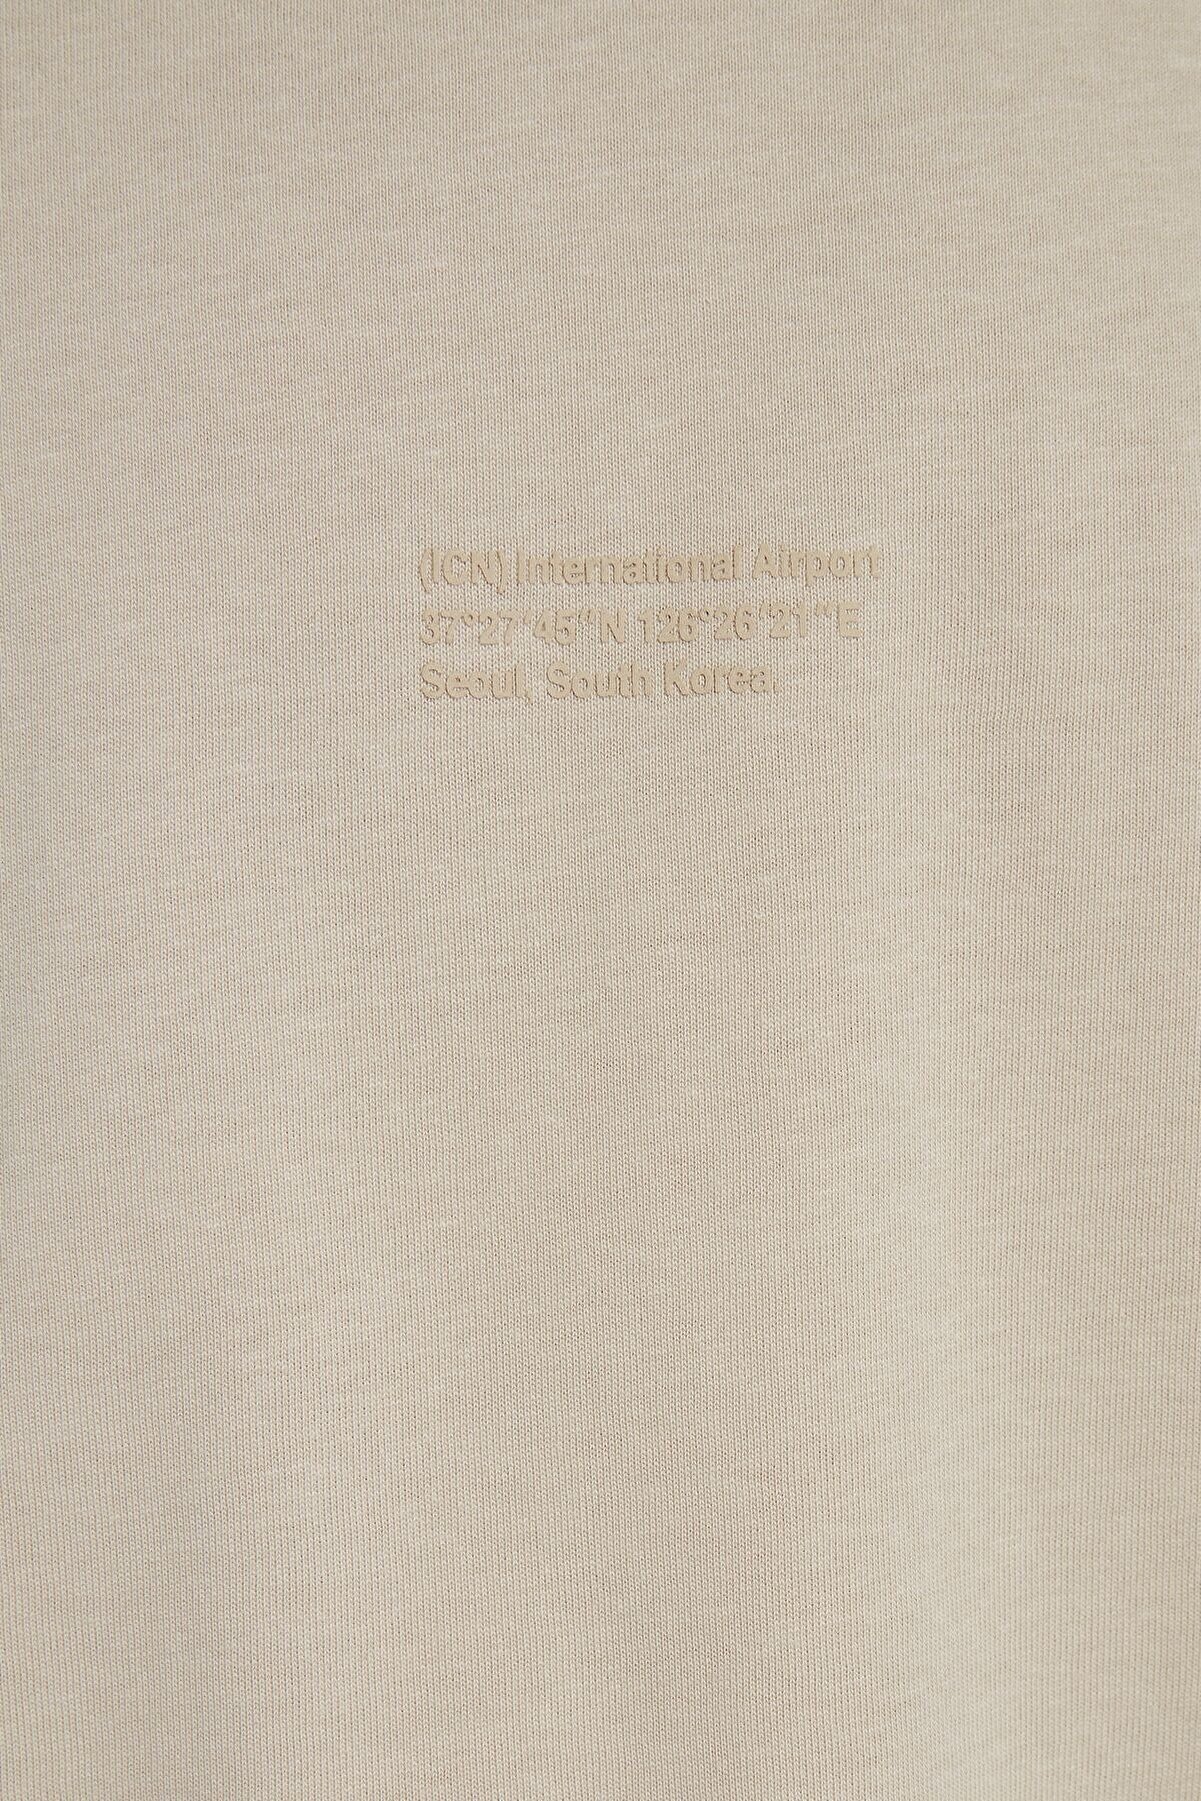 (ICN) International Airport
37°27‘45“N 126°26‘21“E
Seoul, South Korea.